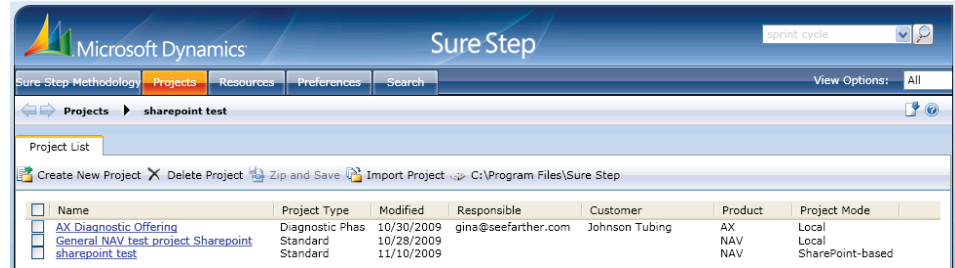 Microsoft Dynamics
Sure Step
sprint cycle
Sure Step Methodology Projects Resources Preferences Search View Options: All
Projects sharepoint test
Project List
Create New Project Delete Project Zip and Save Import Project C:\Program Files\Sure Step
Name Project Type Modified Responsible Customer Product Project Mode
AX Diagnostic Offering Diagnostic Phas 10/30/2009 gina@seefarther.com Johnson Tubing AX Local
General NAV test project Sharepoint Standard 10/28/2009 NAV Local
sharepoint test Standard 11/10/2009 NAV SharePoint-based